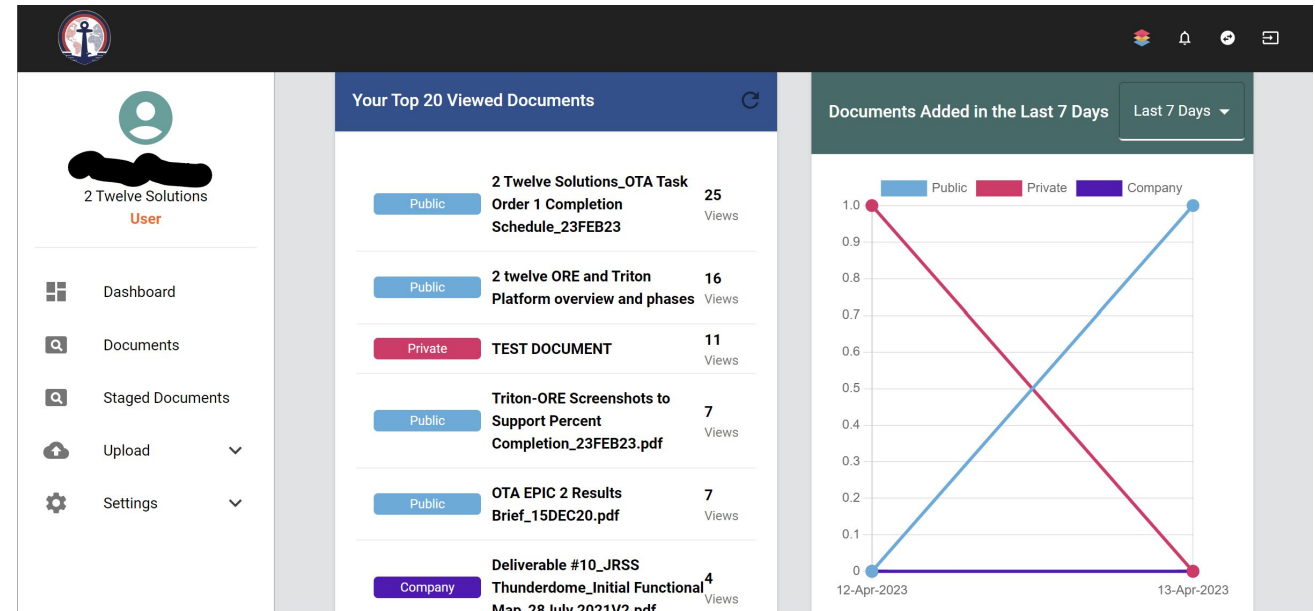 2 Twelve Solutions
User
Dashboard
Documents
Staged Documents
Upload
Settings
Your Top 20 Viewed Documents
Public
2 Twelve Solutions_OTA Task
Order 1 Completion
Schedule_23FEB23
25
Views
Public
2 twelve ORE and Triton
Platform overview and phases
16
Views
Private
TEST DOCUMENT
11
Views
Public
Triton-ORE Screenshots to
Support Percent
Completion_23FEB23.pdf
7
Views
Public
OTA EPIC 2 Results
Brief_15DEC20.pdf
7
Views
Company
Deliverable #10_JRSS
Thunderdome_Initial Functional
Map_28 July 2021V2.pdf
4
Views
Documents Added in the Last 7 Days
Last 7 Days
Public Private Company
1.0
0.9
0.8
0.7
0.6
0.5
0.4
0.3
0.2
0.1
0
12-Apr-2023 13-Apr-2023